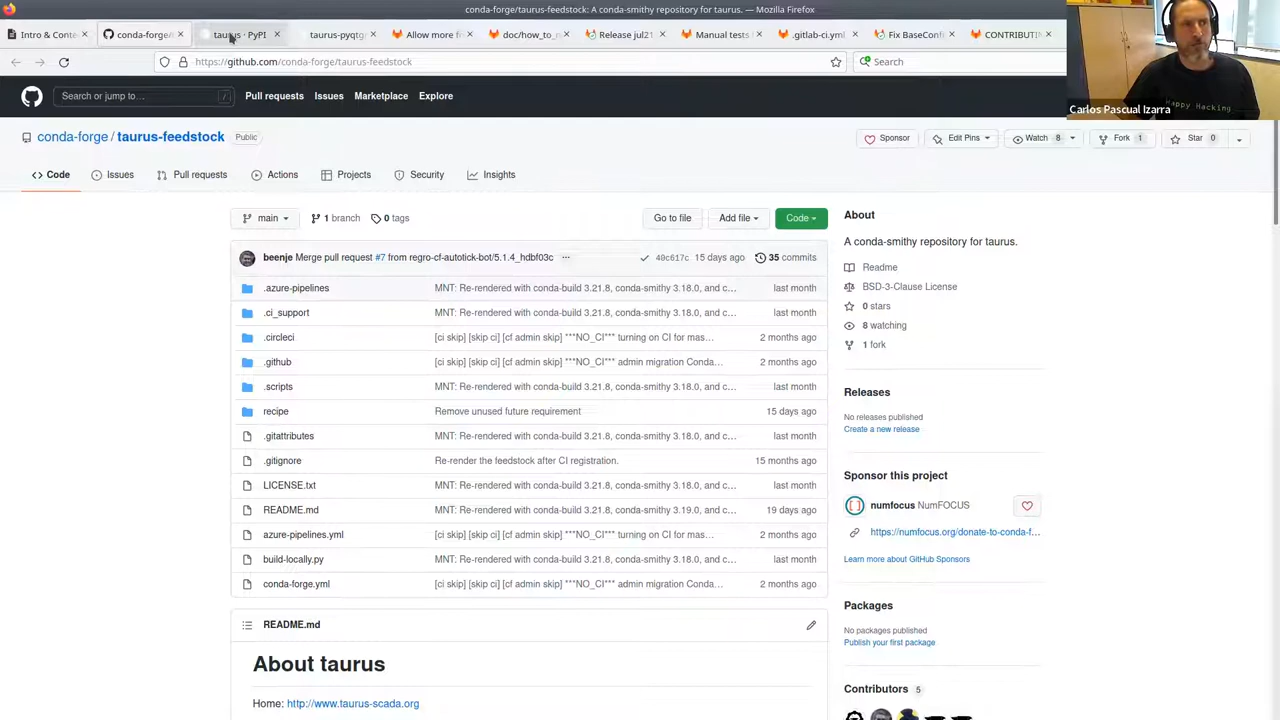 conda-forge/taurus-feedstock: A conda-smithy repository for taurus. — Mozilla Firefox
Intro & Conte
conda-forge/
taurus · PyPI
taurus-pyqtg
Allow more f
doc/how_to_r
Release jul21
Manual tests
.gitlab-ci.yml
Fix BaseConf
CONTRIBUTIN
https://github.com/conda-forge/taurus-feedstock
Search
Search or jump to...
/
Pull requests
Issues
Marketplace
Explore
Happy Hacking
Carlos Pascual Izarra
conda-forge / taurus-feedstock
Public
Sponsor
Edit Pins
Watch 8
Fork 1
Star 0
Code
Issues
Pull requests
Actions
Projects
Security
Insights
main
1 branch
0 tags
Go to file
Add file
Code
beenje Merge pull request #7 from regro-cf-autotick-bot/5.1.4_hdbf03c ...
49c617c 15 days ago
35 commits
.azure-pipelines MNT: Re-rendered with conda-build 3.21.8, conda-smithy 3.18.0, and c... last month
.ci_support MNT: Re-rendered with conda-build 3.21.8, conda-smithy 3.18.0, and c... last month
.circleci [ci skip] [skip ci] [cf admin skip] ***NO_CI*** turning on CI for mas... 2 months ago
.github [ci skip] [skip ci] [cf admin skip] ***NO_CI*** admin migration Conda... 2 months ago
.scripts MNT: Re-rendered with conda-build 3.21.8, conda-smithy 3.18.0, and c... last month
recipe Remove unused future requirement 15 days ago
.gitattributes MNT: Re-rendered with conda-build 3.21.8, conda-smithy 3.18.0, and c... last month
.gitignore Re-render the feedstock after CI registration. 15 months ago
LICENSE.txt MNT: Re-rendered with conda-build 3.21.8, conda-smithy 3.18.0, and c... last month
README.md MNT: Re-rendered with conda-build 3.21.8, conda-smithy 3.18.0, and c... 19 days ago
azure-pipelines.yml [ci skip] [skip ci] [cf admin skip] ***NO_CI*** turning on CI for mas... 2 months ago
build-locally.py MNT: Re-rendered with conda-build 3.21.8, conda-smithy 3.18.0, and c... last month
conda-forge.yml [ci skip] [skip ci] [cf admin skip] ***NO_CI*** admin migration Conda... 2 months ago
README.md
About taurus
Home: http://www.taurus-scada.org
About
A conda-smithy repository for taurus.
Readme
BSD-3-Clause License
0 stars
8 watching
1 fork
Releases
No releases published
Create a new release
Sponsor this project
numfocus NumFOCUS
https://numfocus.org/donate-to-conda-f...
Learn more about GitHub Sponsors
Packages
No packages published
Publish your first package
Contributors 5